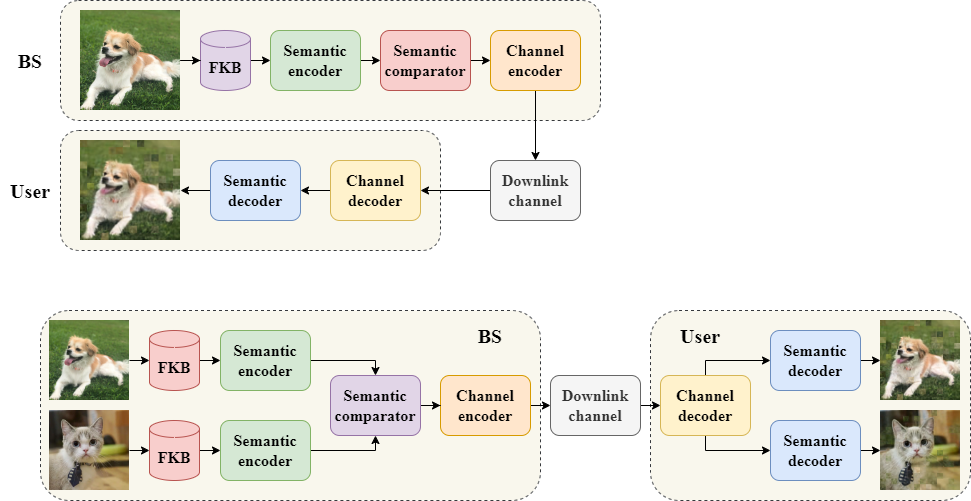 BS
FKB
Semantic
encoder
Semantic
comparator
Channel
encoder
User
Semantic
decoder
Channel
decoder
Downlink
channel
BS
User
FKB
Semantic
encoder
Semantic
comparator
Channel
encoder
Downlink
channel
Channel
decoder
Semantic
decoder
FKB
Semantic
encoder
Semantic
decoder